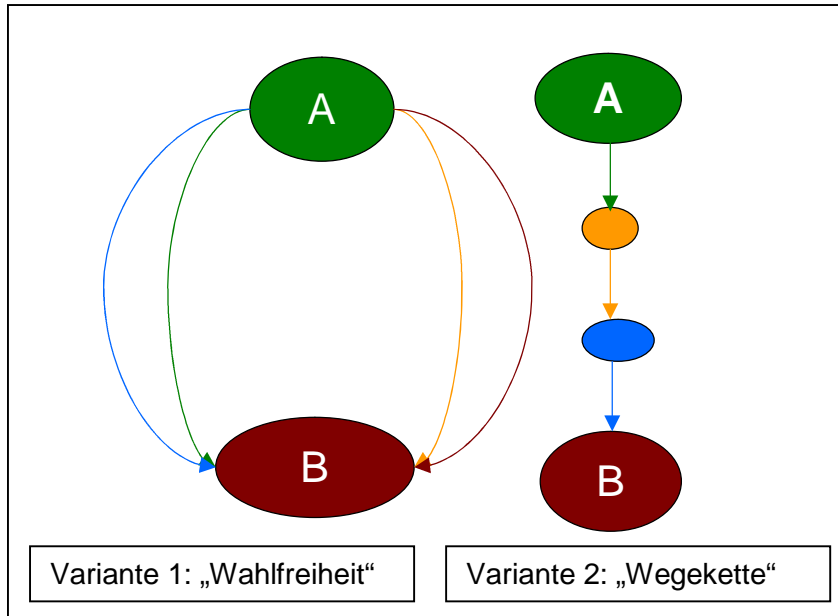 A
A
B
B
Variante 1: „Wahlfreiheit“
Variante 2: „Wegekette“